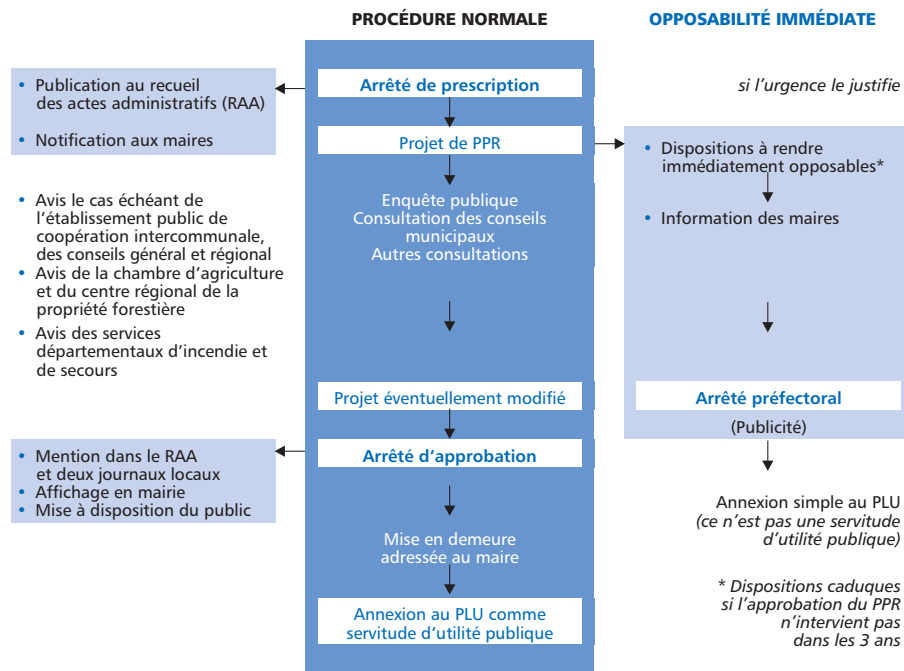 PROCÉDURE NORMALE
OPPOSABILITÉ IMMÉDIATE
• Publication au recueil
des actes administratifs (RAA)
• Notification aux maires
• Avis le cas échéant de
l'établissement public de
coopération intercommunale,
des conseils général et régional
• Avis de la chambre d'agriculture
et du centre régional de la
propriété forestière
• Avis des services
départementaux d'incendie et
de secours
• Mention dans le RAA
et deux journaux locaux
• Affichage en mairie
• Mise à disposition du public
Arrêté de prescription
Projet de PPR
Enquête publique
Consultation des conseils
municipaux
Autres consultations
Projet éventuellement modifié
Arrêté d'approbation
Mise en demeure
adressée au maire
Annexion au PLU comme
servitude d'utilité publique
si l'urgence le justifie
• Dispositions à rendre
immédiatement opposables*
• Information des maires
Arrêté préfectoral
(Publicité)
Annexion simple au PLU
(ce n'est pas une servitude
d'utilité publique)
* Dispositions caduques
si l'approbation du PPR
n'intervient pas
dans les 3 ans